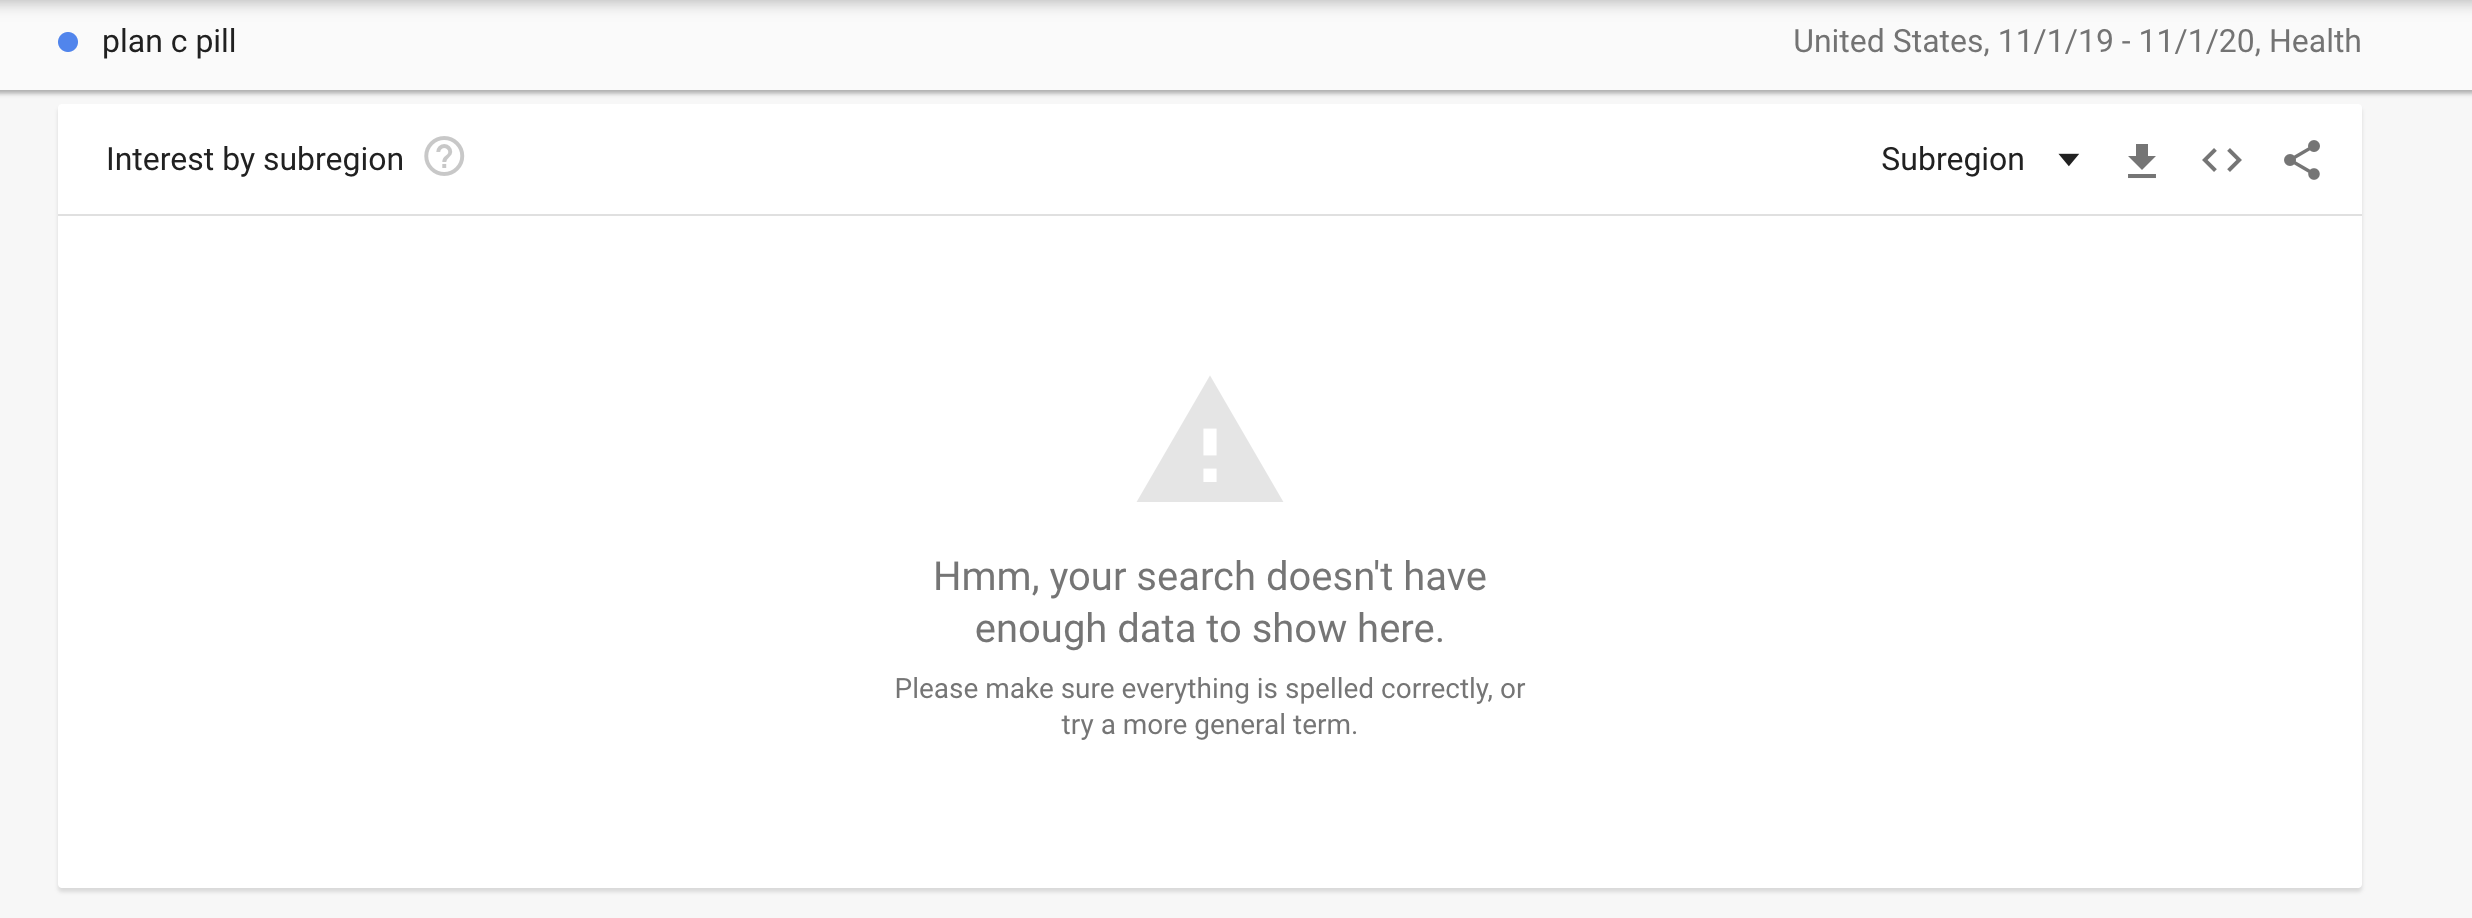 plan c pill
United States, 11/1/19 - 11/1/20, Health
Interest by subregion
Subregion
Hmm, your search doesn't have
enough data to show here.
Please make sure everything is spelled correctly, or
try a more general term.